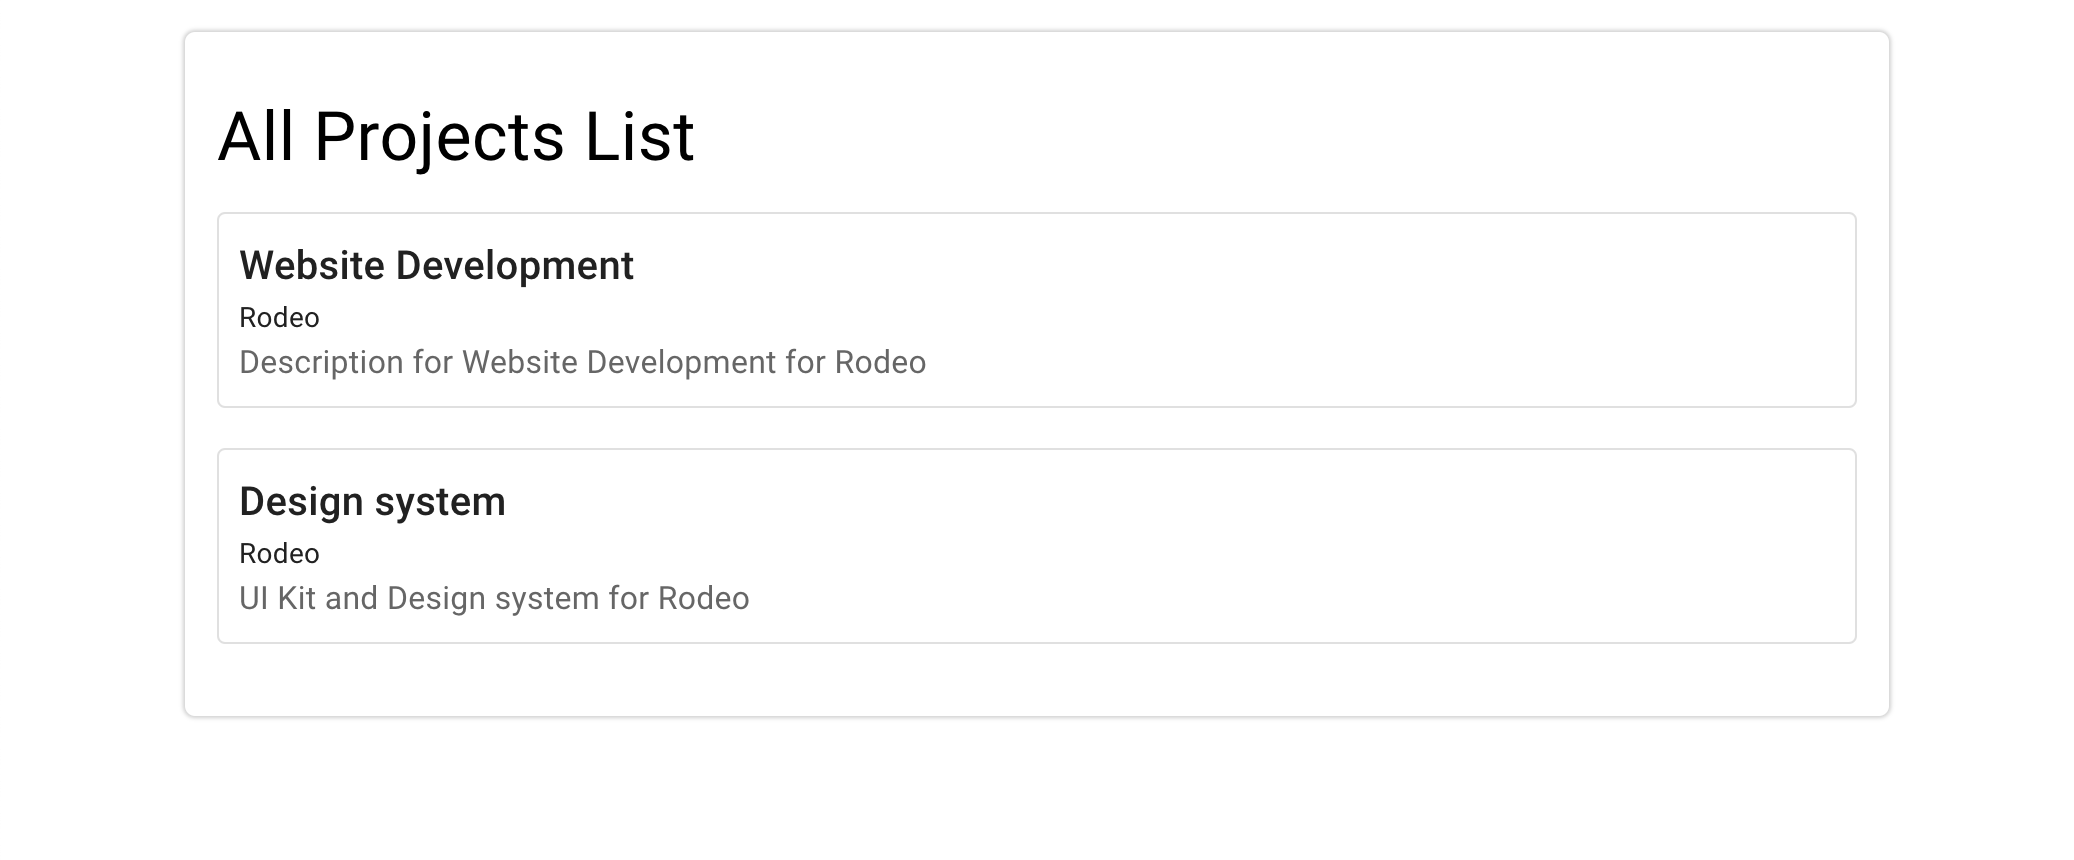 All Projects List
Website Development
Rodeo
Description for Website Development for Rodeo
Design system
Rodeo
UI Kit and Design system for Rodeo